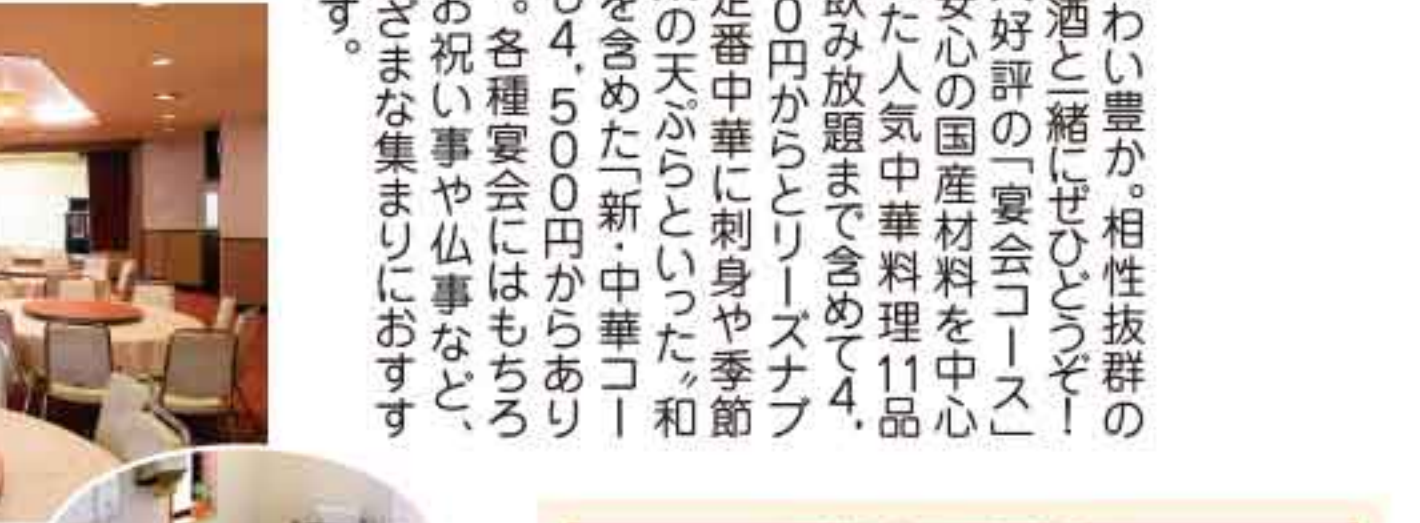 わい豊か。相性抜群の
酒と一緒にぜひどうぞ!
好評の「宴会コース」
安心の国産材料を中心
た人気中華料理11品
飲み放題まで含めて4,
0円からとリーズナブ
定番中華に刺身や季節
の天ぷらといった〝和
を含めた「新・中華コー
4,500円からあり
。各種宴会にはもちろ
お祝い事や仏事など、
ざまな集まりにおすす
す。